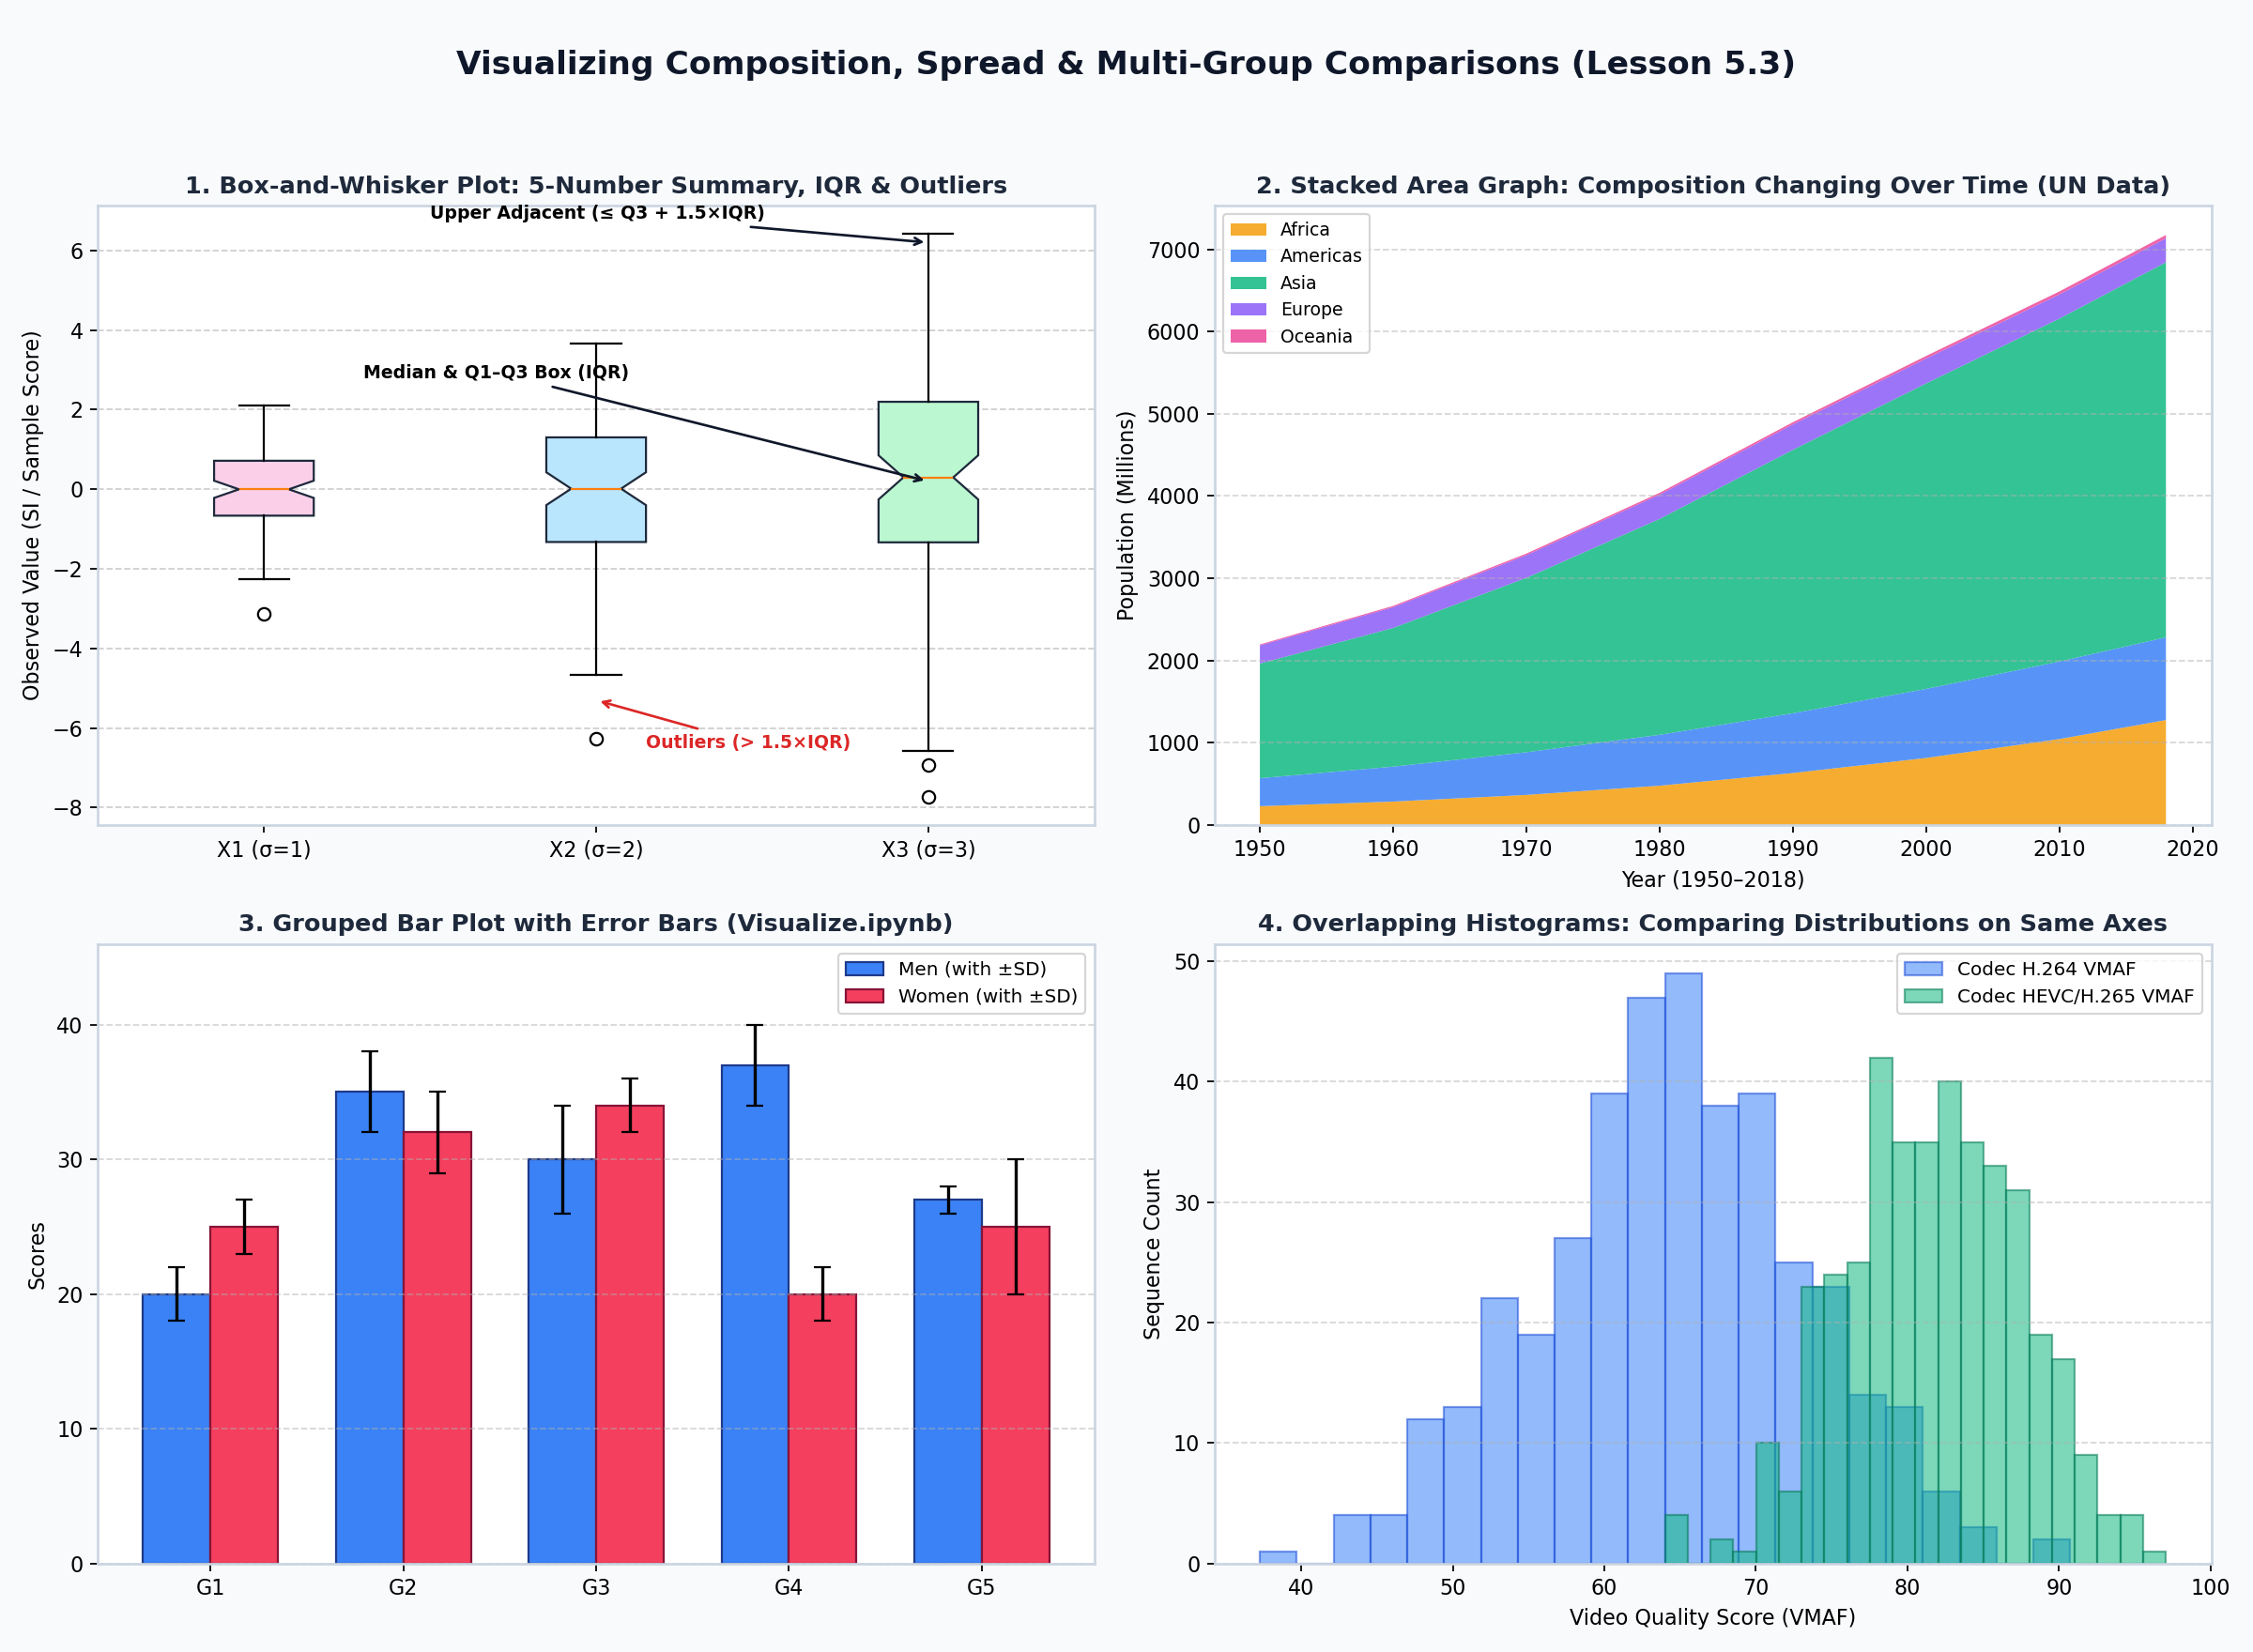 Visualizing Composition, Spread & Multi-Group Comparisons (Lesson 5.3)
1. Box-and-Whisker Plot: 5-Number Summary, IQR & Outliers
Upper Adjacent (≤ Q3 + 1.5×IQR)
Median & Q1–Q3 Box (IQR)
Outliers (> 1.5×IQR)
Observed Value (SI / Sample Score)
6
4
2
0
−2
−4
−6
−8
X1 (σ=1)
X2 (σ=2)
X3 (σ=3)
2. Stacked Area Graph: Composition Changing Over Time (UN Data)
Africa
Americas
Asia
Europe
Oceania
Population (Millions)
7000
6000
5000
4000
3000
2000
1000
0
1950
1960
1970
1980
1990
2000
2010
2020
Year (1950–2018)
3. Grouped Bar Plot with Error Bars (Visualize.ipynb)
Men (with ±SD)
Women (with ±SD)
Scores
40
30
20
10
0
G1
G2
G3
G4
G5
4. Overlapping Histograms: Comparing Distributions on Same Axes
Codec H.264 VMAF
Codec HEVC/H.265 VMAF
Sequence Count
50
40
30
20
10
0
40
50
60
70
80
90
100
Video Quality Score (VMAF)